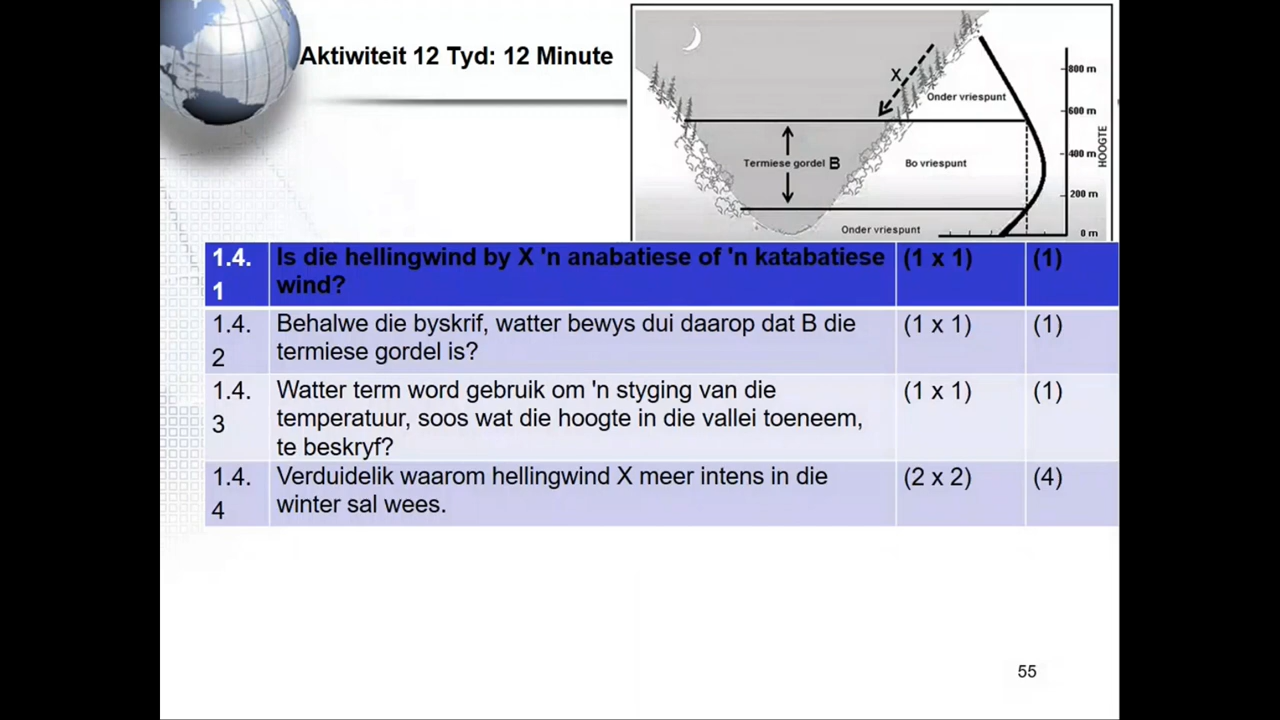 Aktiwiteit 12 Tyd: 12 Minute
X
Onder vriespunt
Termiese gordel B
Bo vriespunt
Onder vriespunt
800 m
600 m
400 m
200 m
0 m
HOOGTE
1.4.
1
Is die hellingwind by X 'n anabatiese of 'n katabatiese
wind?
(1 x 1)
(1)
1.4.
2
Behalwe die byskrif, watter bewys dui daarop dat B die
termiese gordel is?
(1 x 1)
(1)
1.4.
3
Watter term word gebruik om 'n styging van die
temperatuur, soos wat die hoogte in die vallei toeneem,
te beskryf?
(1 x 1)
(1)
1.4.
4
Verduidelik waarom hellingwind X meer intens in die
winter sal wees.
(2 x 2)
(4)
55